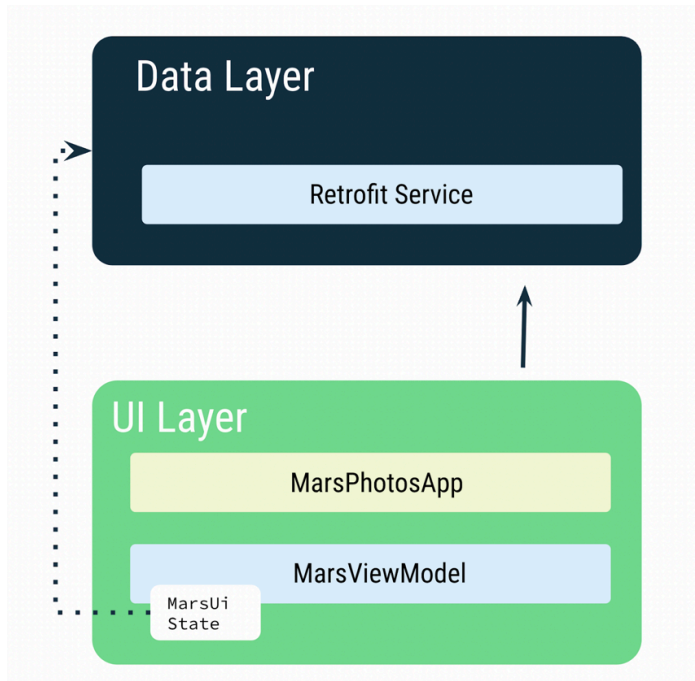 Data Layer
Retrofit Service
UI Layer
MarsPhotosApp
MarsViewModel
MarsUi
State